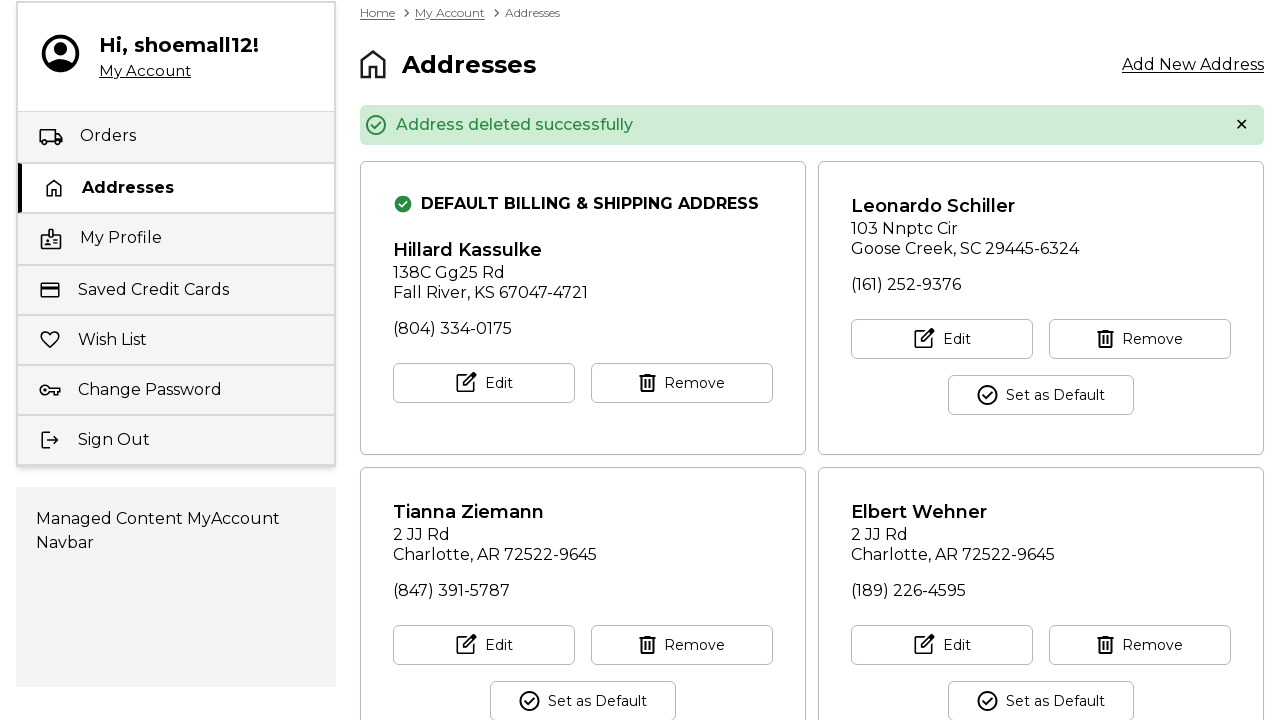 Hi, shoemall12!
My Account
Orders
Addresses
My Profile
Saved Credit Cards
Wish List
Change Password
Sign Out
Managed Content MyAccount
Navbar
Home > My Account > Addresses
Addresses
Add New Address
Address deleted successfully
DEFAULT BILLING & SHIPPING ADDRESS
Hillard Kassulke
138C Gg25 Rd
Fall River, KS 67047-4721
(804) 334-0175
Edit
Remove
Leonardo Schiller
103 Nnptc Cir
Goose Creek, SC 29445-6324
(161) 252-9376
Edit
Remove
Set as Default
Tianna Ziemann
2 JJ Rd
Charlotte, AR 72522-9645
(847) 391-5787
Edit
Remove
Set as Default
Elbert Wehner
2 JJ Rd
Charlotte, AR 72522-9645
(189) 226-4595
Edit
Remove
Set as Default